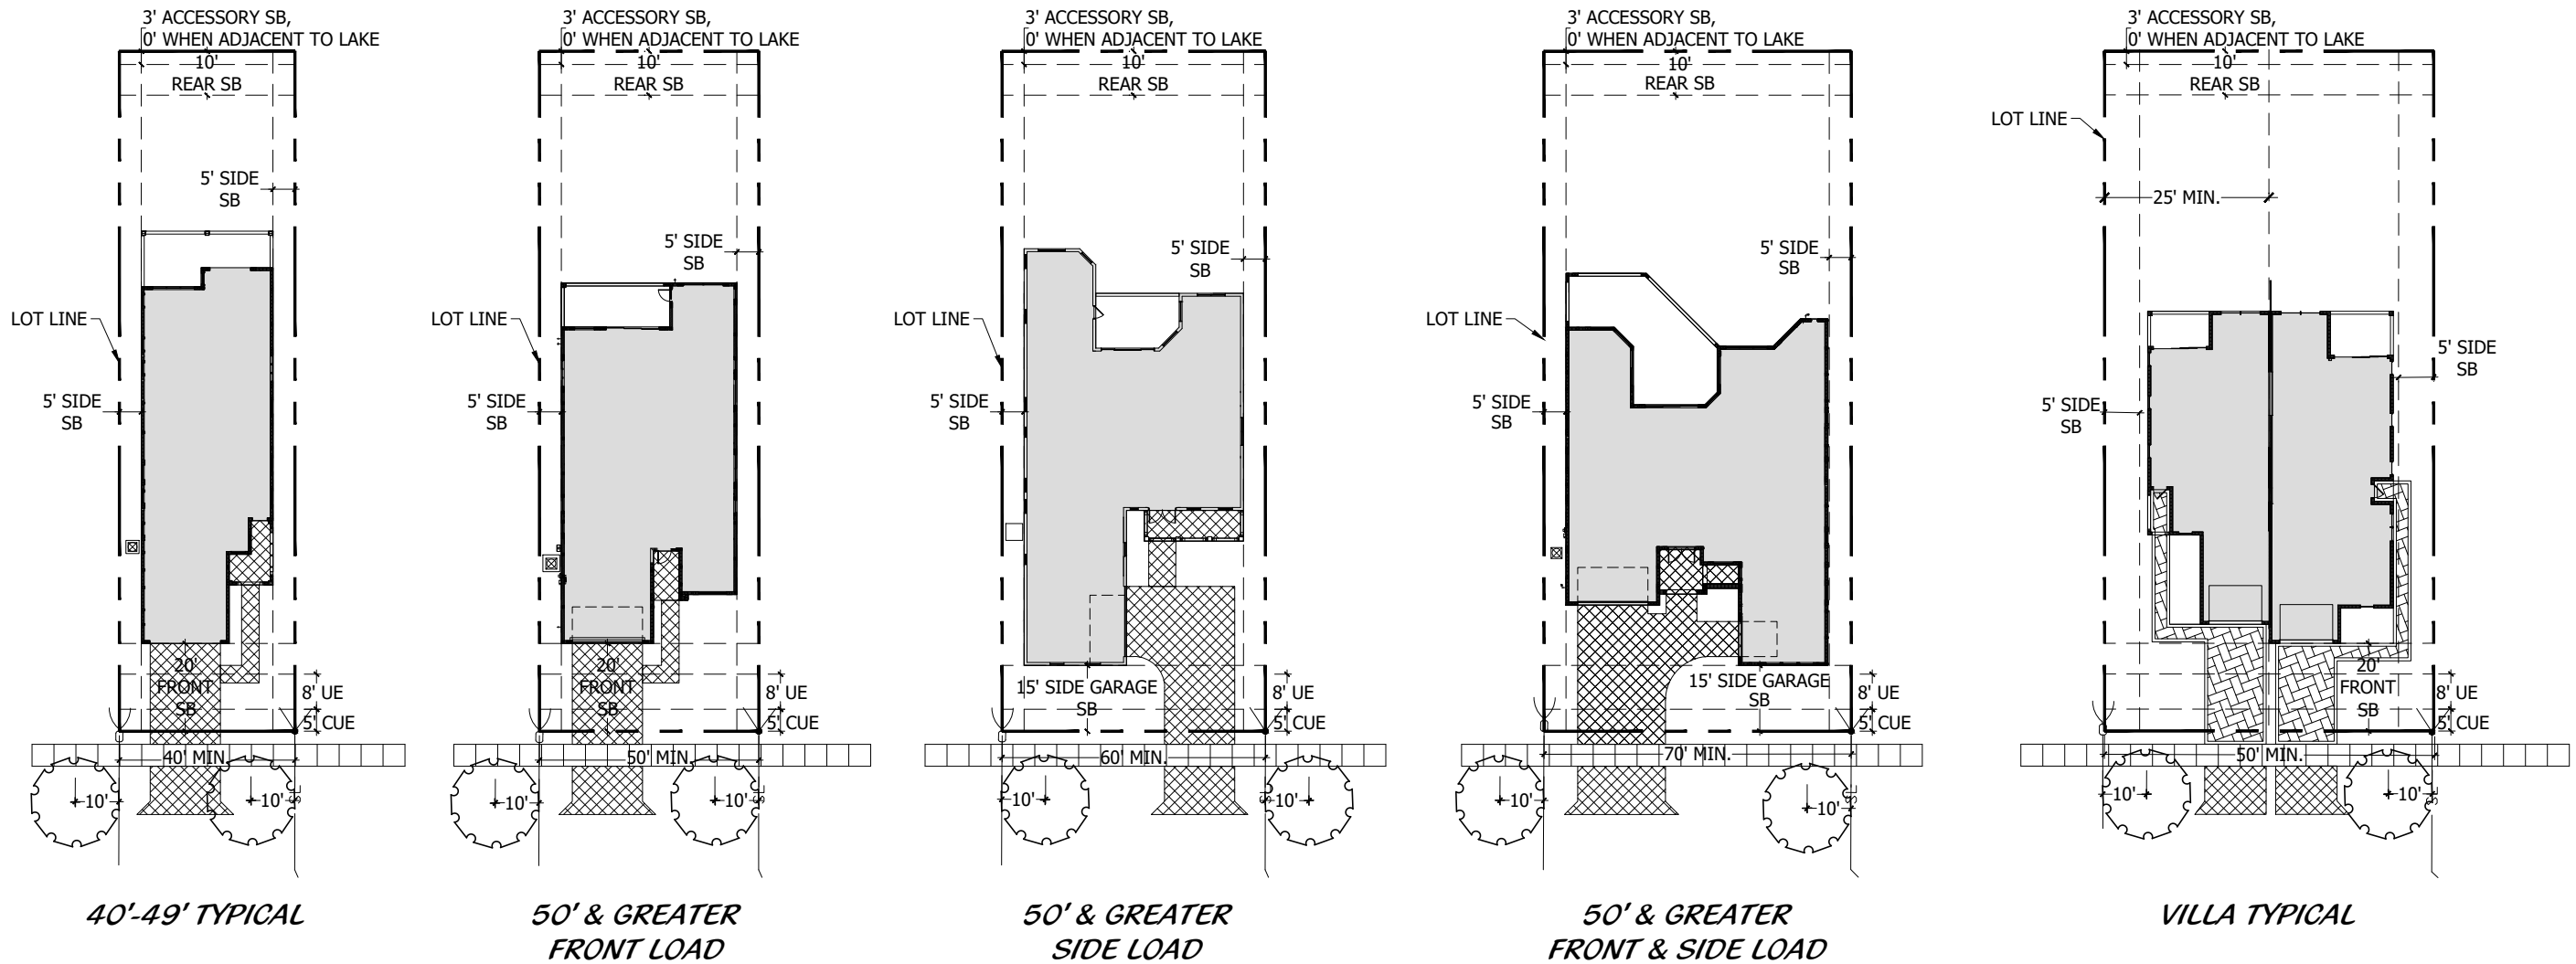 3' ACCESSORY SB,
0' WHEN ADJACENT TO LAKE
10'
REAR SB
5' SIDE
SB
LOT LINE
5' SIDE
SB
20'
FRONT
SB
8' UE
5' CUE
40' MIN.
10'
10'
SL
40'-49' TYPICAL
3' ACCESSORY SB,
0' WHEN ADJACENT TO LAKE
10'
REAR SB
5' SIDE
SB
LOT LINE
5' SIDE
SB
20'
FRONT
SB
8' UE
5' CUE
50' MIN.
10'
10'
SL
50' & GREATER
FRONT LOAD
3' ACCESSORY SB,
0' WHEN ADJACENT TO LAKE
10'
REAR SB
5' SIDE
SB
LOT LINE
5' SIDE
SB
15' SIDE GARAGE
SB
8' UE
5' CUE
60' MIN.
10'
10'
SL
50' & GREATER
SIDE LOAD
3' ACCESSORY SB,
0' WHEN ADJACENT TO LAKE
10'
REAR SB
5' SIDE
SB
LOT LINE
5' SIDE
SB
15' SIDE GARAGE
SB
8' UE
5' CUE
70' MIN.
10'
10'
SL
50' & GREATER
FRONT & SIDE LOAD
3' ACCESSORY SB,
0' WHEN ADJACENT TO LAKE
10'
REAR SB
LOT LINE
25' MIN.
5' SIDE
SB
5' SIDE
SB
20'
FRONT
SB
8' UE
5' CUE
50' MIN.
10'
10'
SL
VILLA TYPICAL